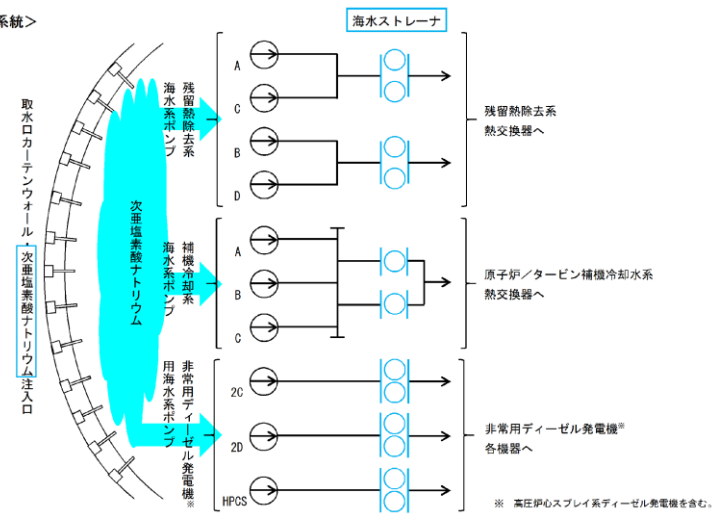 系統＞
海水ストレーナ
取水口カーテンウォール・次亜塩素酸ナトリウム注入口
次亜塩素酸ナトリウム
残留熱除去系
海水系ポンプ
A
C
B
D
残留熱除去系
熱交換器へ
補機冷却系
海水系ポンプ
A
B
C
原子炉／タービン補機冷却水系
熱交換器へ
非常用ディーゼル発電機※
用海水系ポンプ
2C
2D
HPCS
非常用ディーゼル発電機※
各機器へ
※ 高圧炉心スプレイ系ディーゼル発電機を含む。